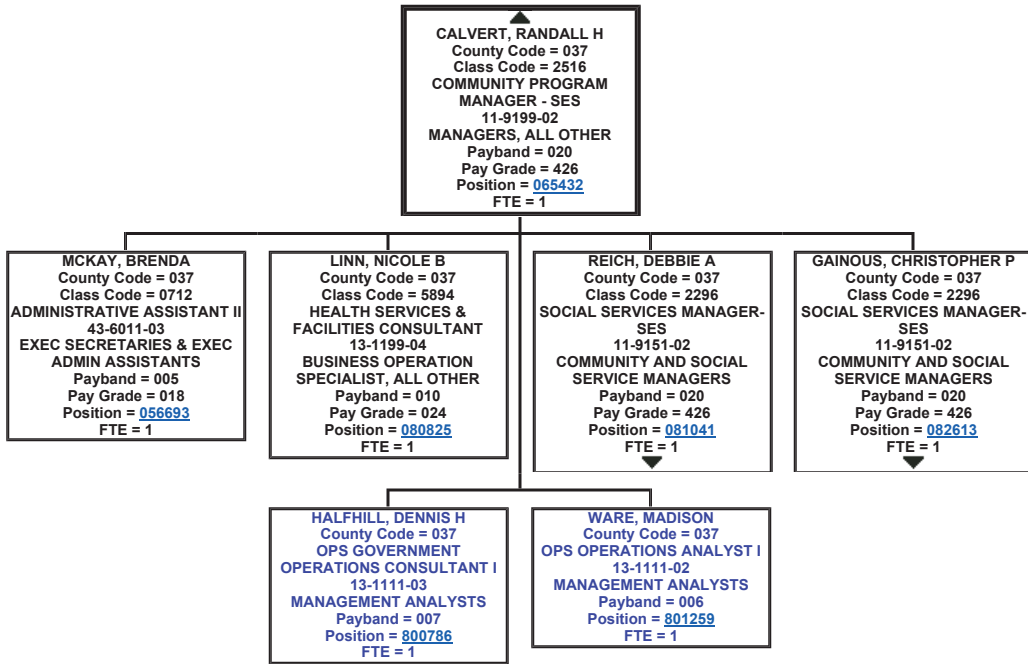 CALVERT, RANDALL H
County Code = 037
Class Code = 2516
COMMUNITY PROGRAM
MANAGER - SES
11-9199-02
MANAGERS, ALL OTHER
Payband = 020
Pay Grade = 426
Position = 065432
FTE = 1
MCKAY, BRENDA
County Code = 037
Class Code = 0712
ADMINISTRATIVE ASSISTANT II
43-6011-03
EXEC SECRETARIES & EXEC
ADMIN ASSISTANTS
Payband = 005
Pay Grade = 018
Position = 056693
FTE = 1
LINN, NICOLE B
County Code = 037
Class Code = 5894
HEALTH SERVICES &
FACILITIES CONSULTANT
13-1199-04
BUSINESS OPERATION
SPECIALIST, ALL OTHER
Payband = 010
Pay Grade = 024
Position = 080825
FTE = 1
REICH, DEBBIE A
County Code = 037
Class Code = 2296
SOCIAL SERVICES MANAGER-
SES
11-9151-02
COMMUNITY AND SOCIAL
SERVICE MANAGERS
Payband = 020
Pay Grade = 426
Position = 081041
FTE = 1
GAINOUS, CHRISTOPHER P
County Code = 037
Class Code = 2296
SOCIAL SERVICES MANAGER-
SES
11-9151-02
COMMUNITY AND SOCIAL
SERVICE MANAGERS
Payband = 020
Pay Grade = 426
Position = 082613
FTE = 1
HALFHILL, DENNIS H
County Code = 037
OPS GOVERNMENT
OPERATIONS CONSULTANT I
13-1111-03
MANAGEMENT ANALYSTS
Payband = 007
Position = 800786
FTE = 1
WARE, MADISON
County Code = 037
OPS OPERATIONS ANALYST I
13-1111-02
MANAGEMENT ANALYSTS
Payband = 006
Position = 801259
FTE = 1